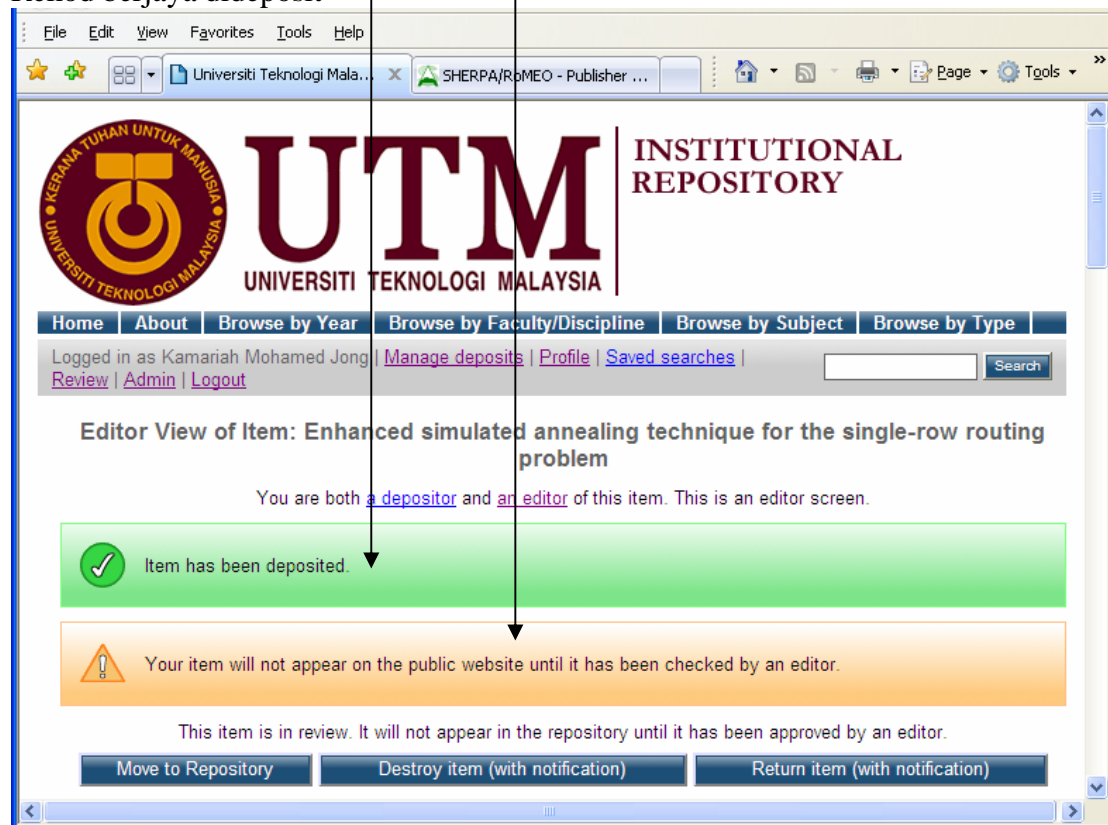 File Edit View Favorites Tools Help
Universiti Teknologi Mala... X SHERPA/RoMEO - Publisher ... Page Tools »
KERANA TUHAN UNTUK MANUSIA
UNIVERSITI TEKNOLOGI MALAYSIA
UTM
UNIVERSITI TEKNOLOGI MALAYSIA
INSTITUTIONAL
REPOSITORY
Home About Browse by Year Browse by Faculty/Discipline Browse by Subject Browse by Type
Logged in as Kamariah Mohamed Jong | Manage deposits | Profile | Saved searches |
Review | Admin | Logout
Search
Editor View of Item: Enhanced simulated annealing technique for the single-row routing
problem
You are both a depositor and an editor of this item. This is an editor screen.
Item has been deposited.
Your item will not appear on the public website until it has been checked by an editor.
This item is in review. It will not appear in the repository until it has been approved by an editor.
Move to Repository Destroy item (with notification) Return item (with notification)